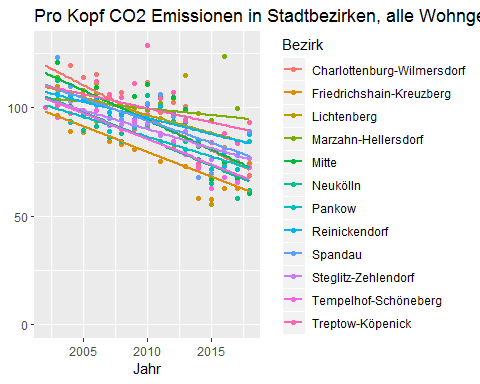 Pro Kopf CO2 Emissionen in Stadtbezirken, alle Wohnge
Bezirk
Charlottenburg-Wilmersdorf
Friedrichshain-Kreuzberg
Lichtenberg
Marzahn-Hellersdorf
Mitte
Neukölln
Pankow
Reinickendorf
Spandau
Steglitz-Zehlendorf
Tempelhof-Schöneberg
Treptow-Köpenick
100
50
0
2005 2010 2015
Jahr